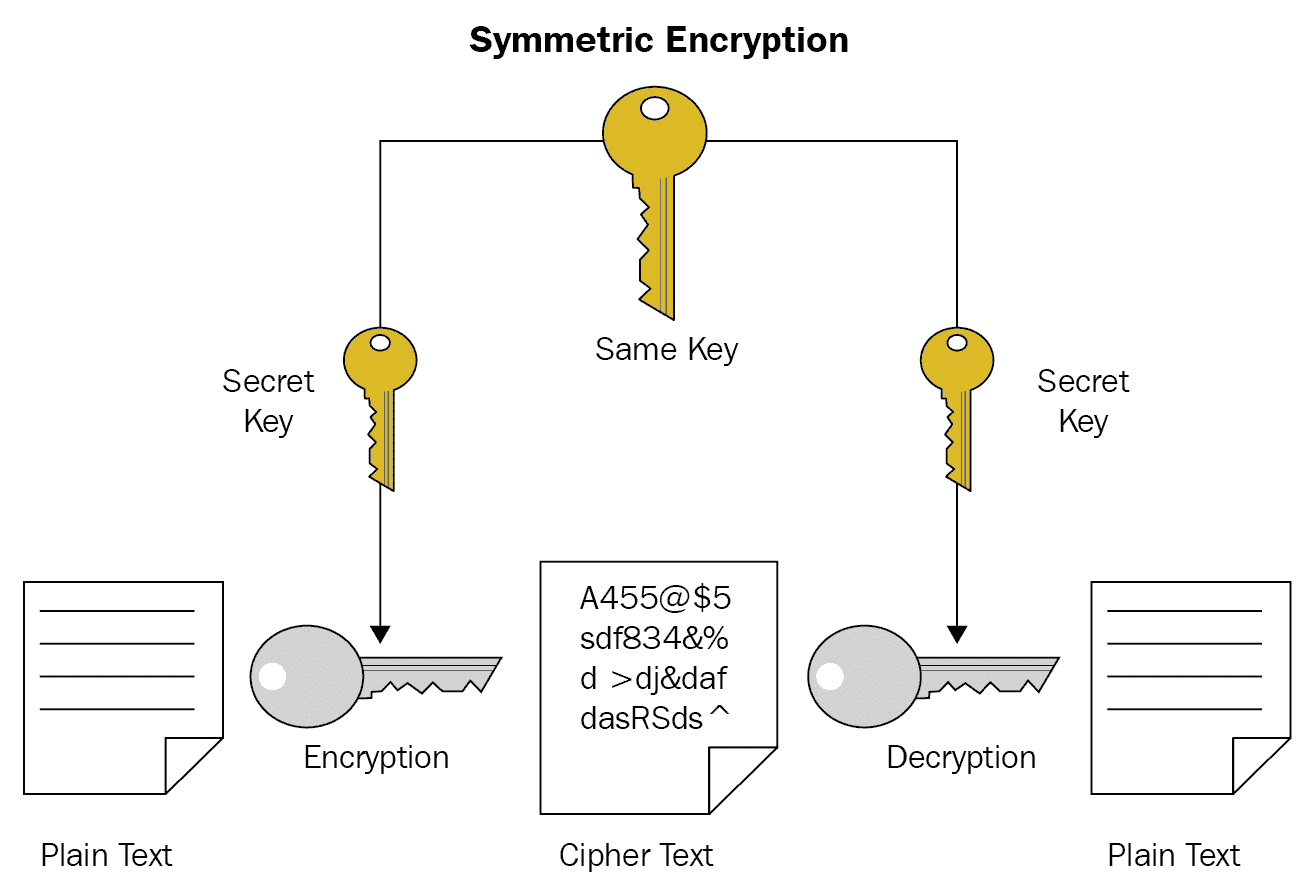 Symmetric Encryption
Same Key
Secret
Key
Secret
Key
A455@$5
sdf834&%
d >dj&daf
dasRSds^
Encryption
Decryption
Plain Text
Cipher Text
Plain Text